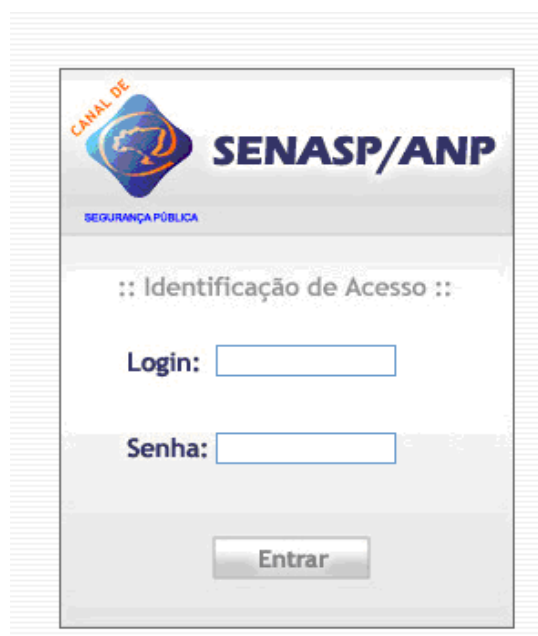 CANAL DE
SENASP/ANP
SEGURANÇA PÚBLICA
:: Identificação de Acesso ::
Login:
Senha:
Entrar